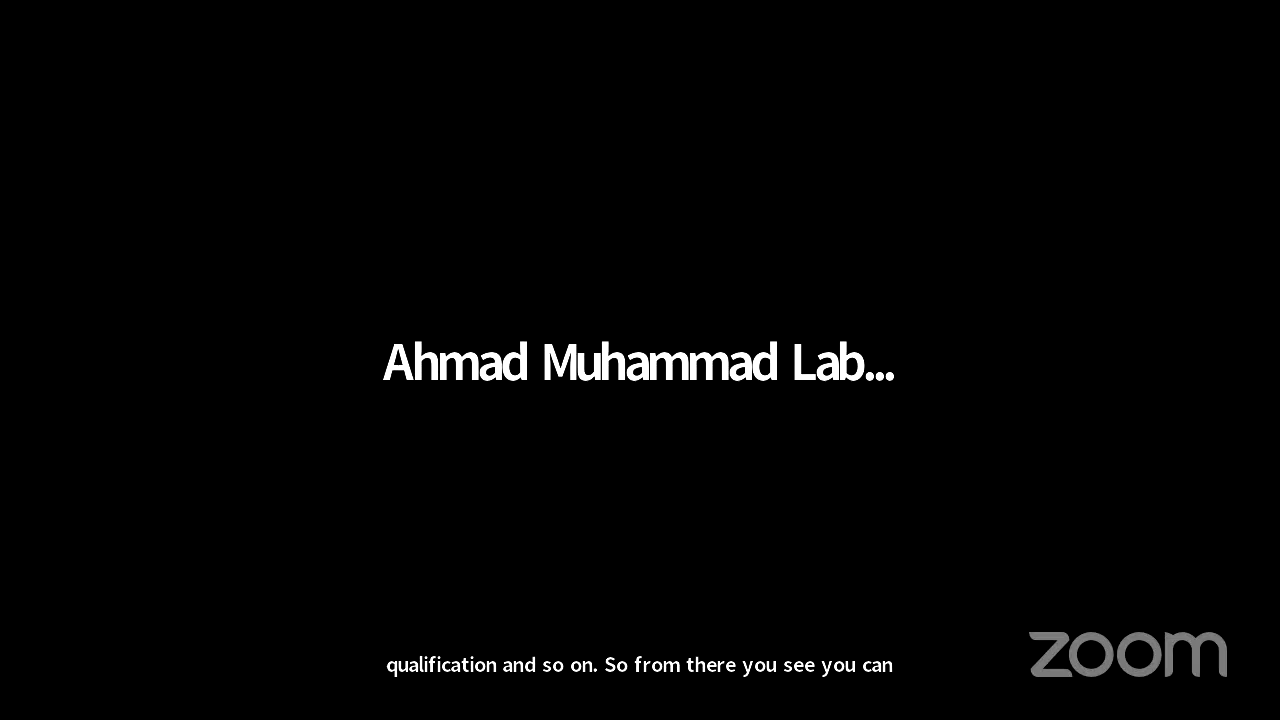 Ahmad Muhammad Lab...
qualification and so on. So from there you see you can
zoom